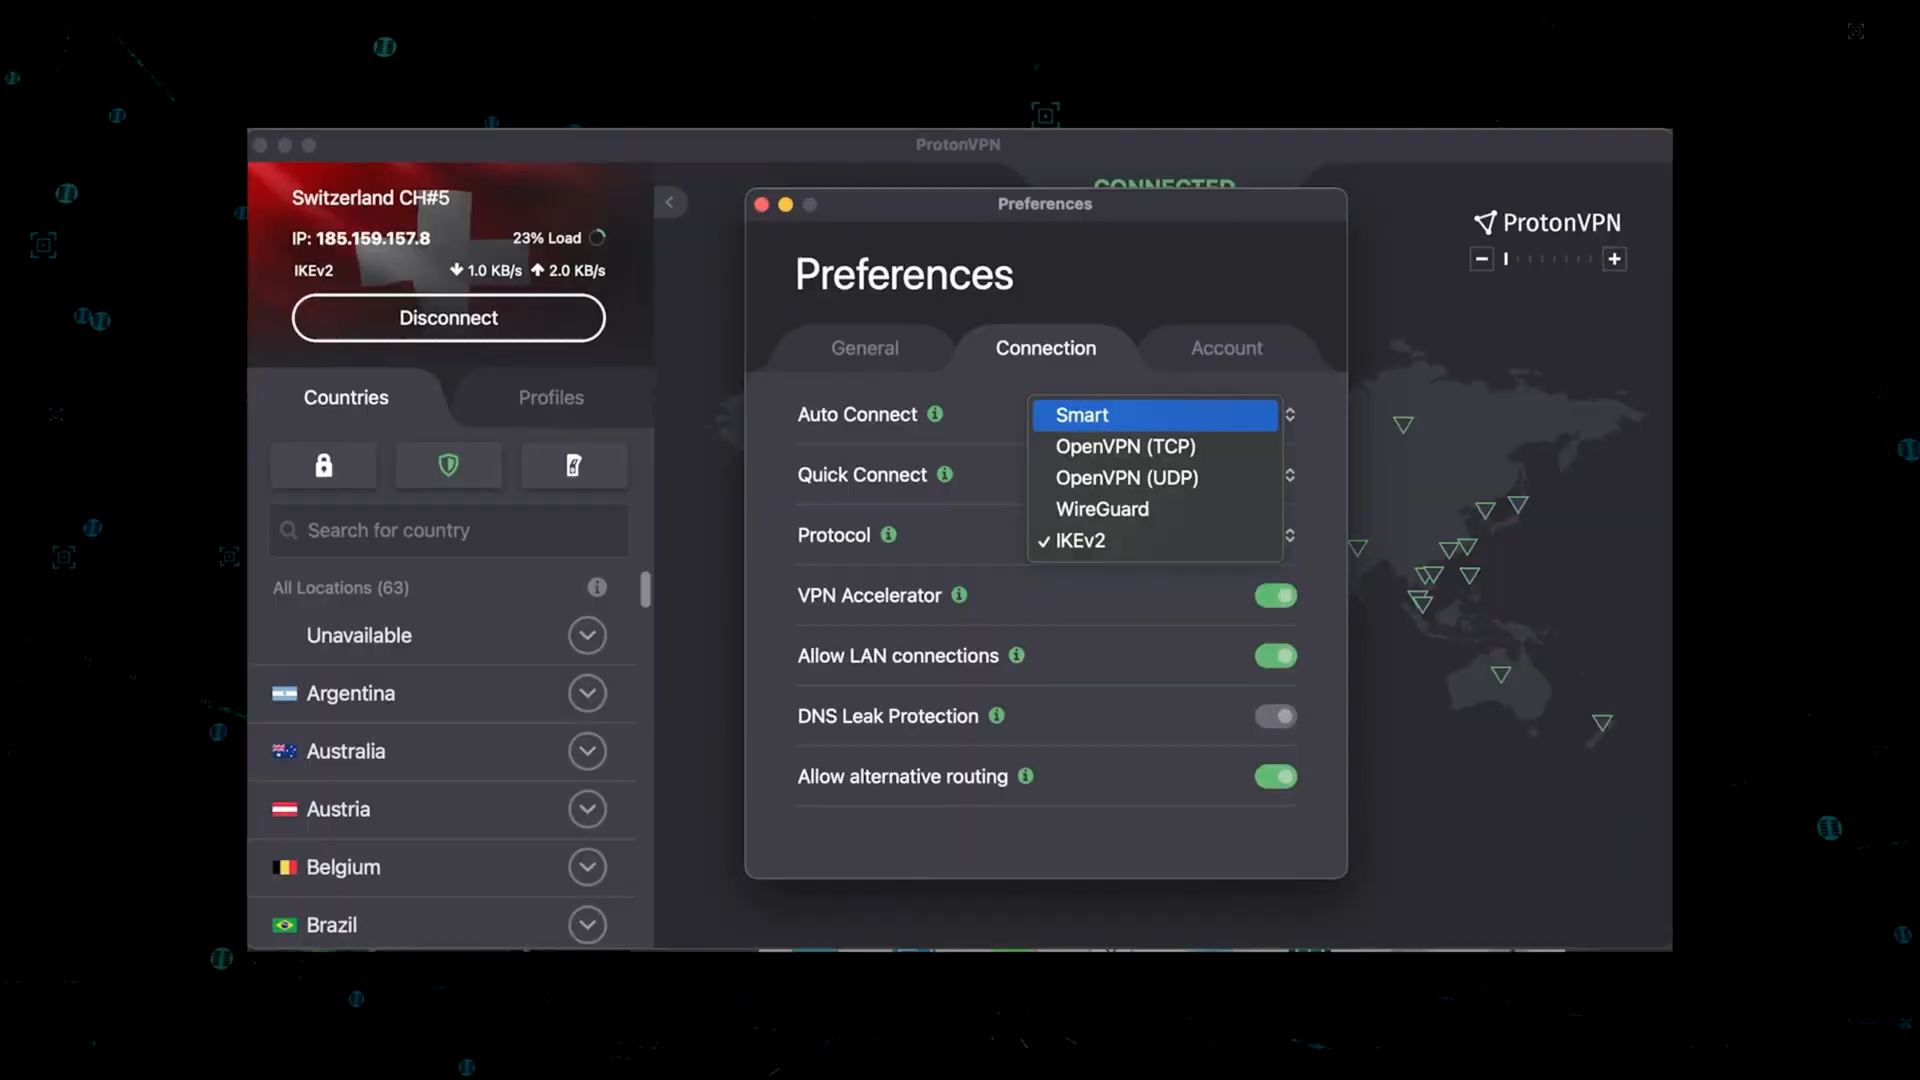 ProtonVPN
Switzerland CH#5
IP: 185.159.157.8
23% Load
IKEv2
1.0 KB/s
2.0 KB/s
Disconnect
Countries
Profiles
Search for country
All Locations (63)
Unavailable
Argentina
Australia
Austria
Belgium
Brazil
CONNECTED
ProtonVPN
Preferences
Preferences
General
Connection
Account
Auto Connect
Quick Connect
Protocol
Smart
OpenVPN (TCP)
OpenVPN (UDP)
WireGuard
IKEv2
VPN Accelerator
Allow LAN connections
DNS Leak Protection
Allow alternative routing